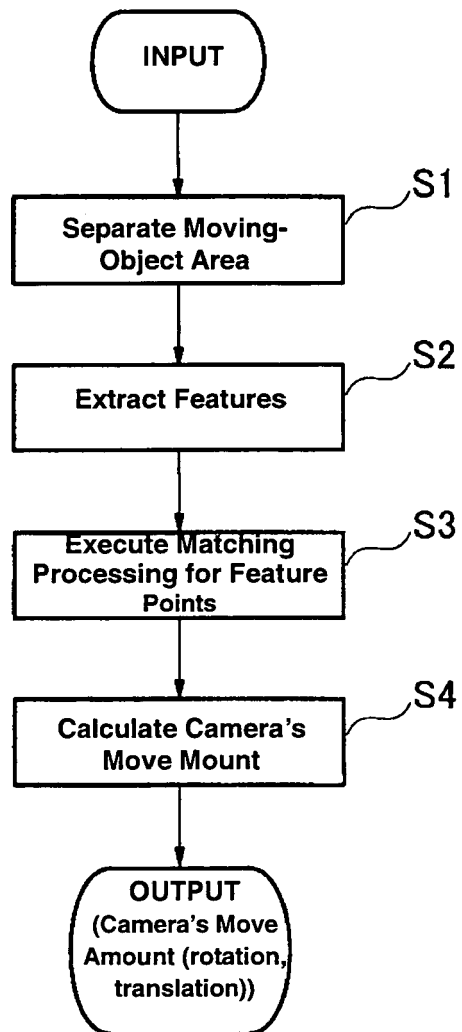 INPUT
S1
Separate Moving-
Object Area
S2
Extract Features
S3
Execute Matching
Processing for Feature
Points
S4
Calculate Camera's
Move Mount
OUTPUT
(Camera's Move
Amount (rotation,
translation))